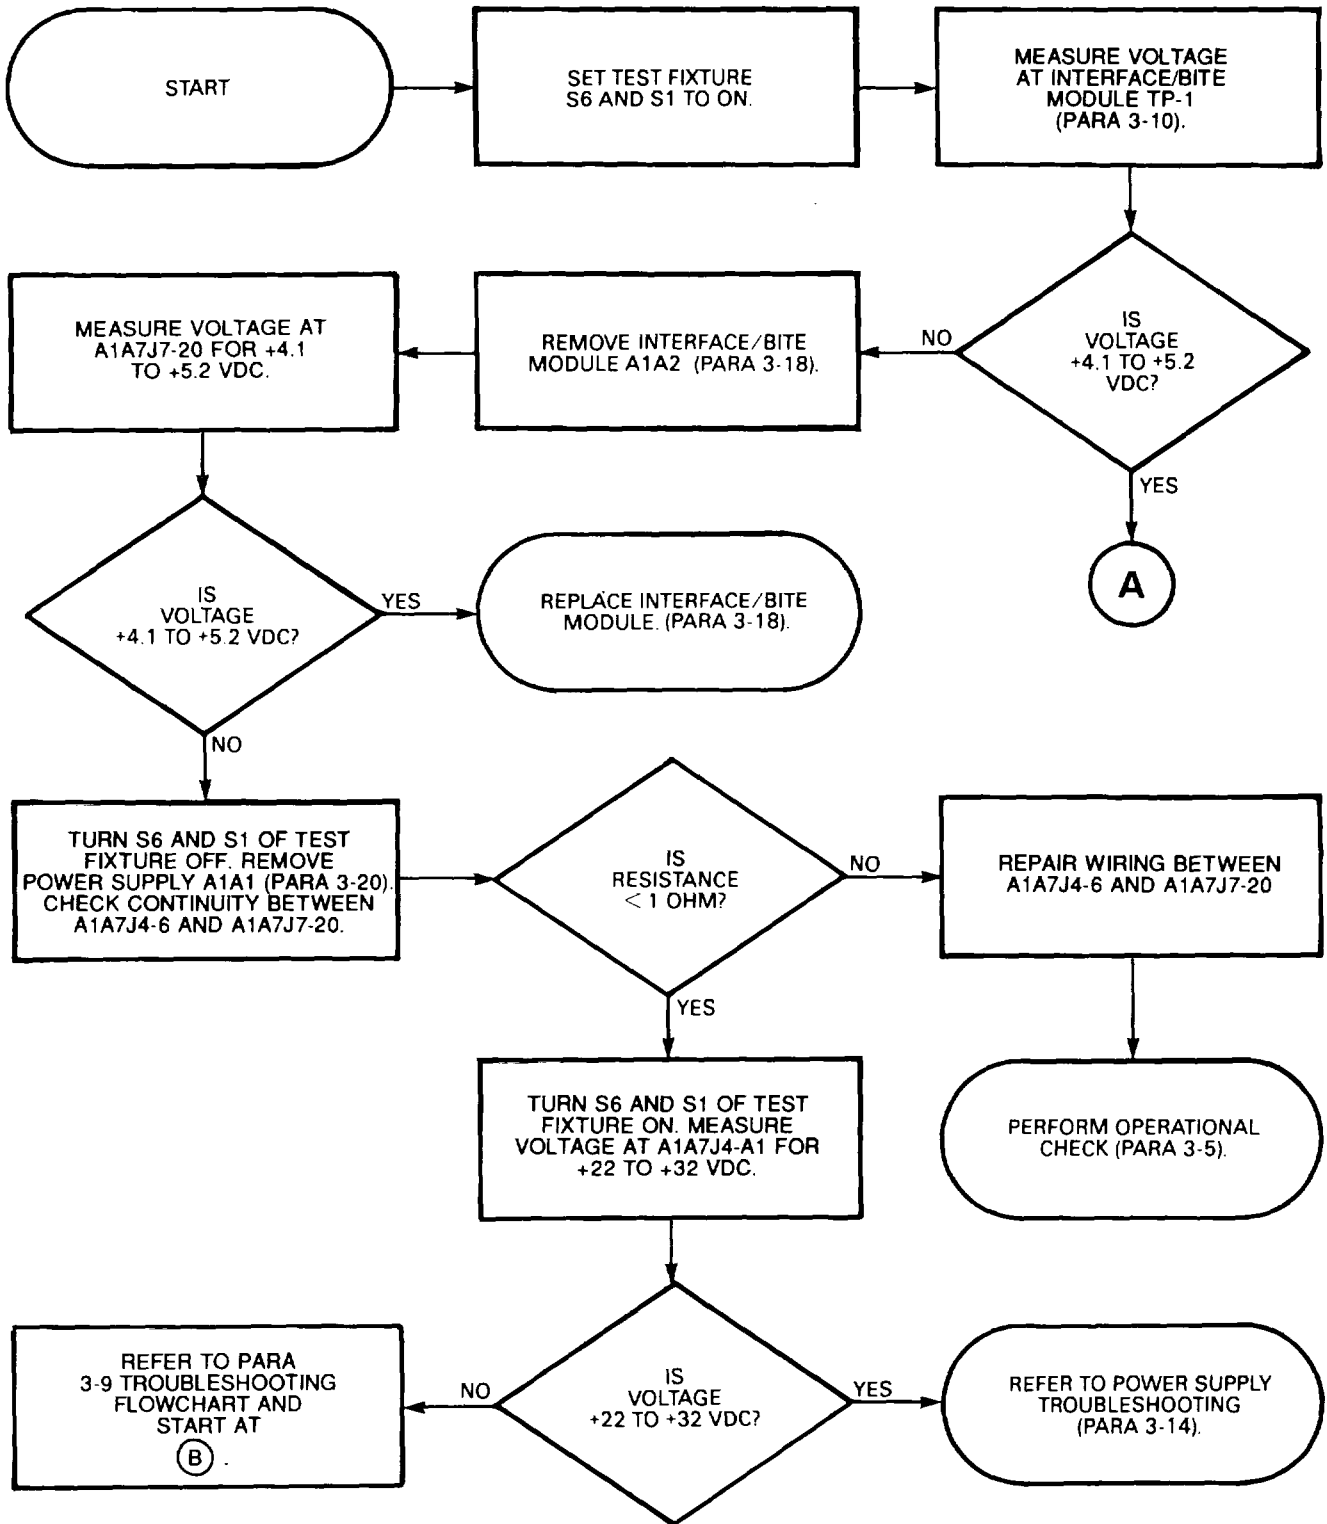 START
SET TEST FIXTURE
S6 AND S1 TO ON.
MEASURE VOLTAGE
AT INTERFACE/BITE
MODULE TP-1
(PARA 3-10).
IS
VOLTAGE
+4.1 TO +5.2
VDC?
NO
YES
A
REMOVE INTERFACE/BITE
MODULE A1A2 (PARA 3-18).
MEASURE VOLTAGE AT
A1A7J7-20 FOR +4.1
TO +5.2 VDC.
IS
VOLTAGE
+4.1 TO +5.2 VDC?
YES
REPLACE INTERFACE/BITE
MODULE. (PARA 3-18).
NO
TURN S6 AND S1 OF TEST
FIXTURE OFF. REMOVE
POWER SUPPLY A1A1 (PARA 3-20).
CHECK CONTINUITY BETWEEN
A1A7J4-6 AND A1A7J7-20.
IS
RESISTANCE
< 1 OHM?
NO
REPAIR WIRING BETWEEN
A1A7J4-6 AND A1A7J7-20
PERFORM OPERATIONAL
CHECK (PARA 3-5).
YES
TURN S6 AND S1 OF TEST
FIXTURE ON. MEASURE
VOLTAGE AT A1A7J4-A1 FOR
+22 TO +32 VDC.
IS
VOLTAGE
+22 TO +32 VDC?
NO
REFER TO PARA
3-9 TROUBLESHOOTING
FLOWCHART AND
START AT
B .
YES
REFER TO POWER SUPPLY
TROUBLESHOOTING
(PARA 3-14).